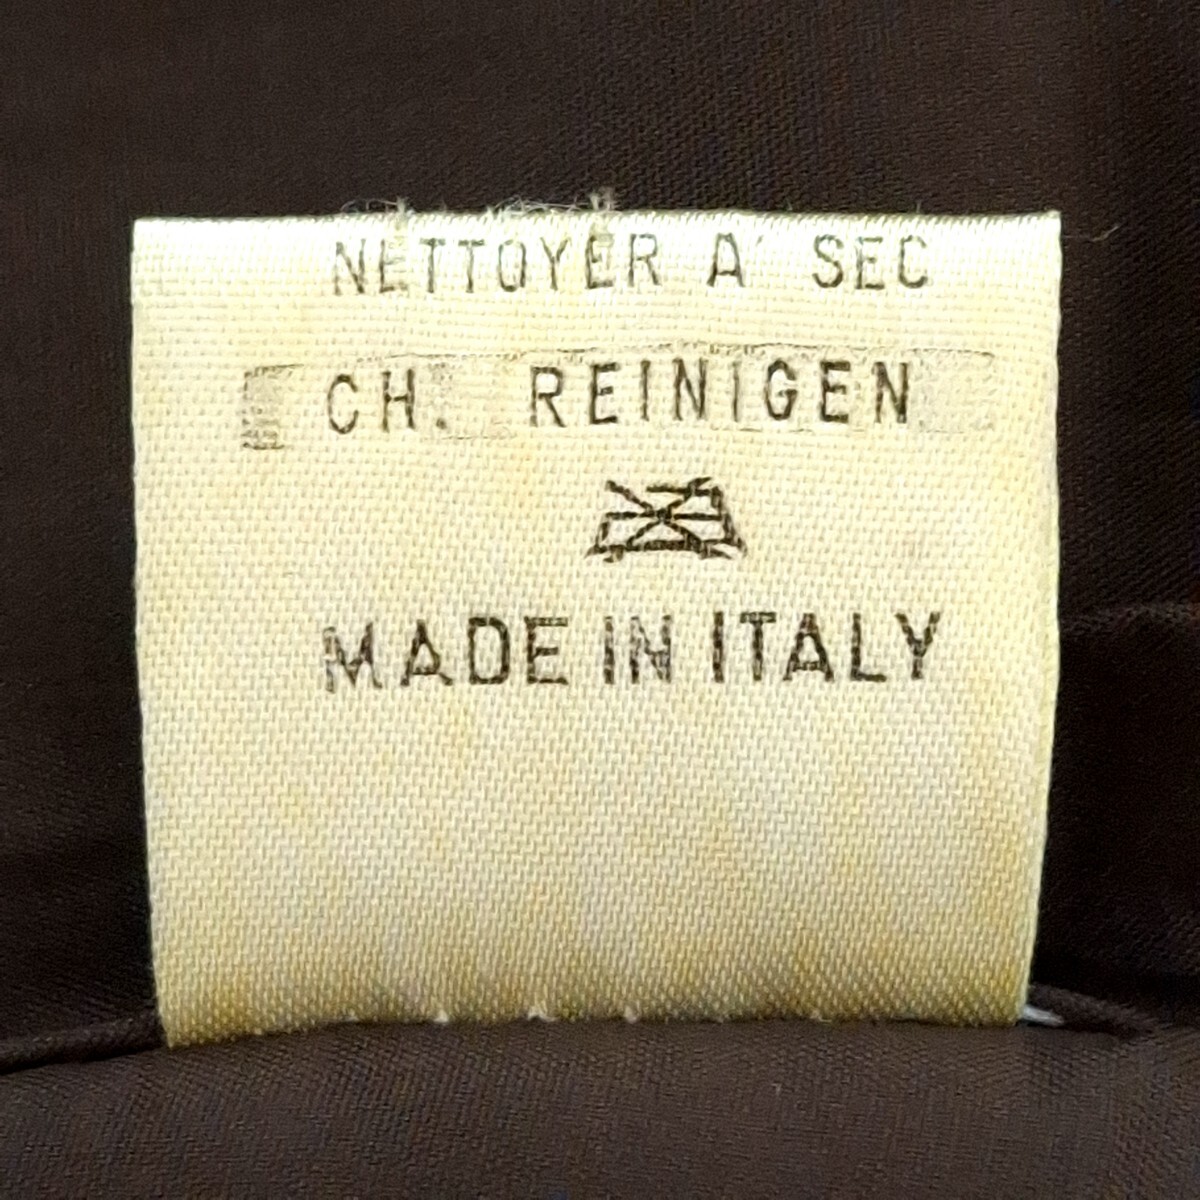 NETTOYER A' SEC
CH. REINIGEN
MADE IN ITALY